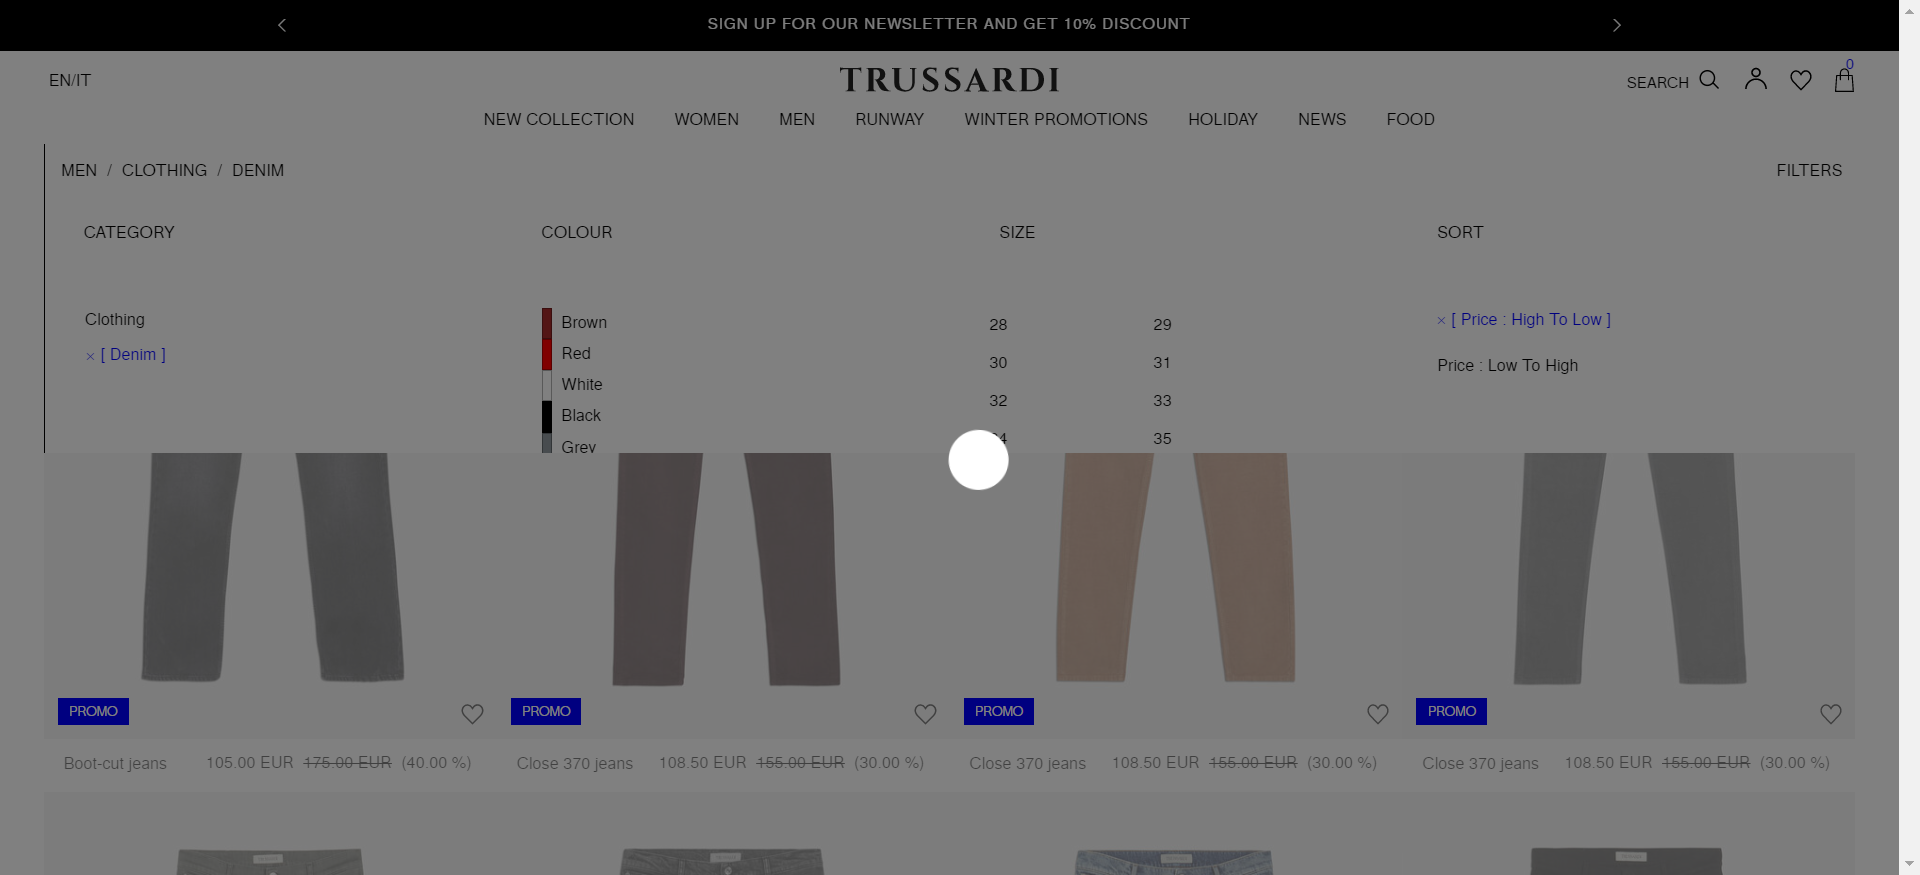 SIGN UP FOR OUR NEWSLETTER AND GET 10% DISCOUNT
EN/IT
TRUSSARDI
SEARCH
0
NEW COLLECTION WOMEN MEN RUNWAY WINTER PROMOTIONS HOLIDAY NEWS FOOD
MEN / CLOTHING / DENIM
FILTERS
CATEGORY
Clothing
× [ Denim ]
COLOUR
Brown
Red
White
Black
Grey
SIZE
28 29
30 31
32 33
34 35
SORT
× [ Price : High To Low ]
Price : Low To High
PROMO PROMO PROMO PROMO
Boot-cut jeans 105.00 EUR 175.00 EUR (40.00 %)
Close 370 jeans 108.50 EUR 155.00 EUR (30.00 %)
Close 370 jeans 108.50 EUR 155.00 EUR (30.00 %)
Close 370 jeans 108.50 EUR 155.00 EUR (30.00 %)